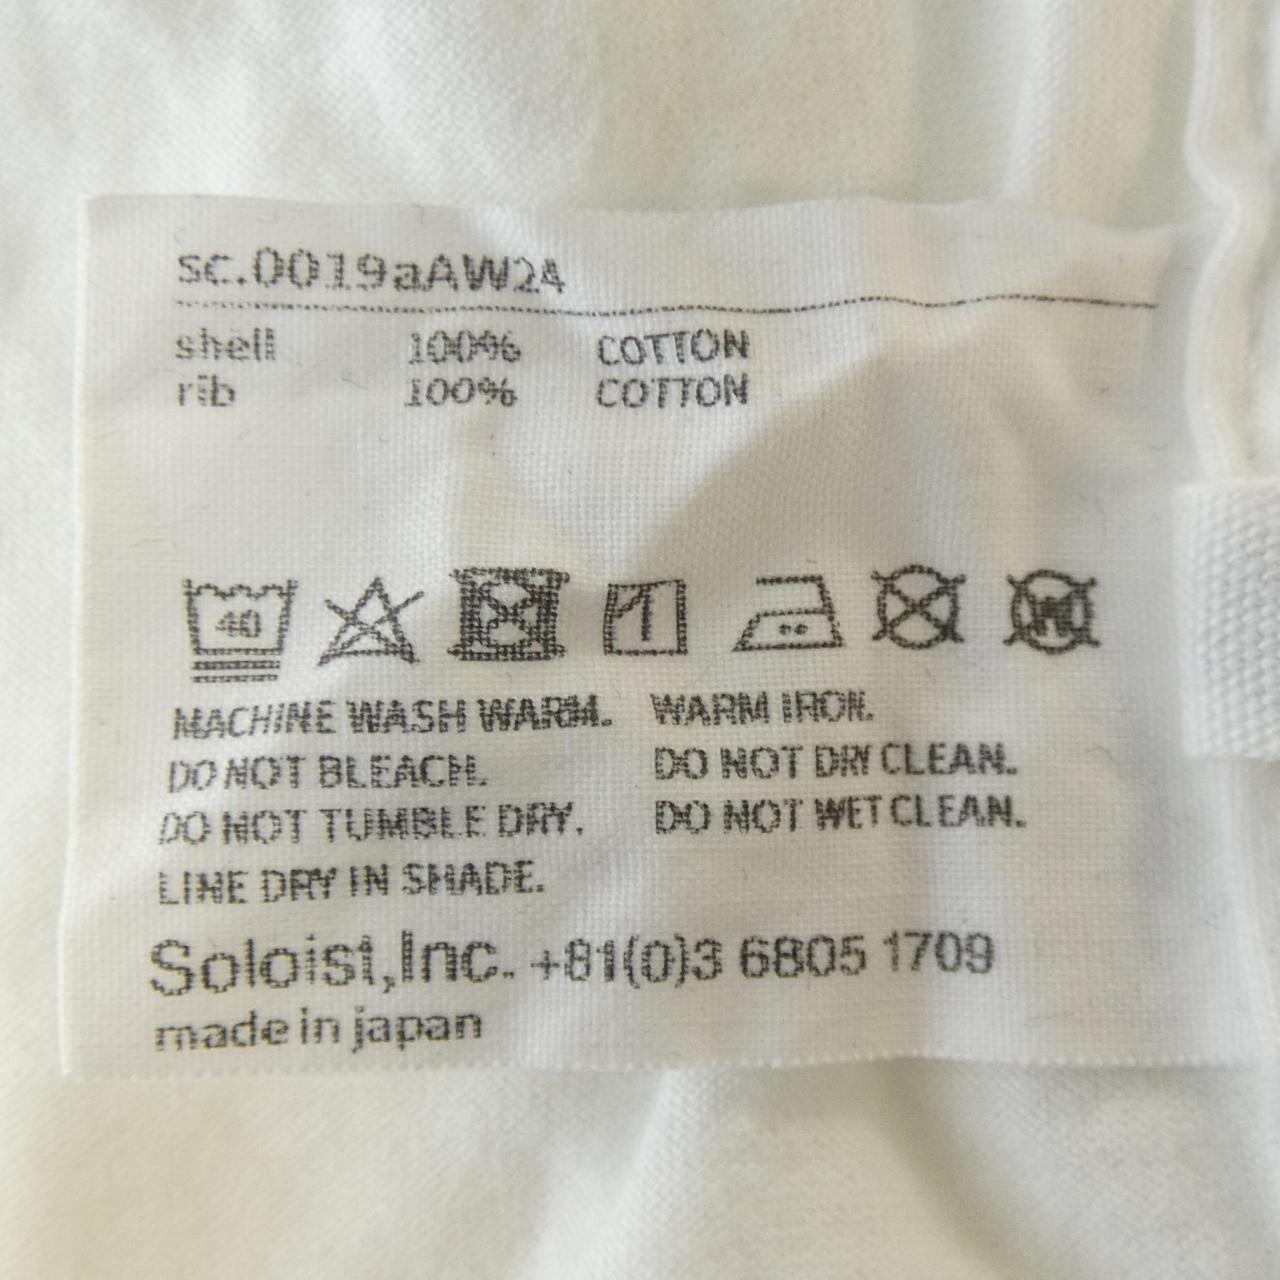 sc.0019aAW24
shell 100% COTTON
rib 100% COTTON
40
W
MACHINE WASH WARM. WARM IRON.
DO NOT BLEACH. DO NOT DRY CLEAN.
DO NOT TUMBLE DRY. DO NOT WET CLEAN.
LINE DRY IN SHADE.
Soloist,Inc. +81(0)3 6805 1709
made in japan